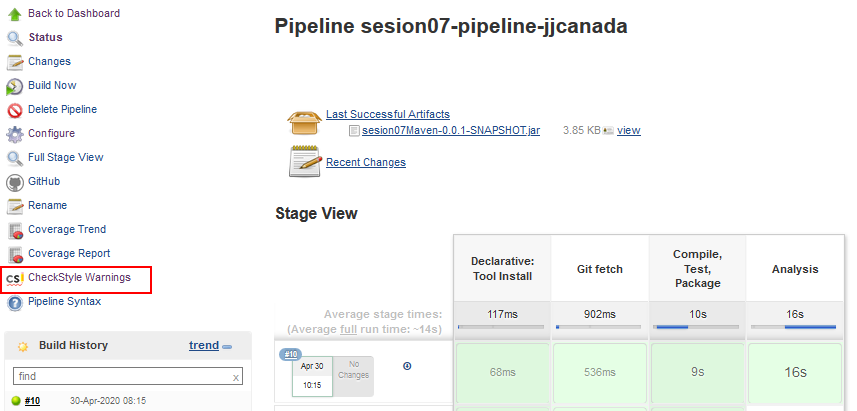 Back to Dashboard
Status
Changes
Build Now
Delete Pipeline
Configure
Full Stage View
GitHub
Rename
Coverage Trend
Coverage Report
CS! CheckStyle Warnings
Pipeline Syntax
Build History trend
find x
#10 30-Apr-2020 08:15
Pipeline sesion07-pipeline-jjcanada
Last Successful Artifacts
sesion07Maven-0.0.1-SNAPSHOT.jar 3.85 KB view
Recent Changes
Stage View
Declarative: Tool Install
Git fetch
Compile, Test, Package
Analysis
Average stage times:
(Average full run time: ~14s)
117ms 902ms 10s 16s
#10
Apr 30
10:15
No Changes
68ms 536ms 9s 16s